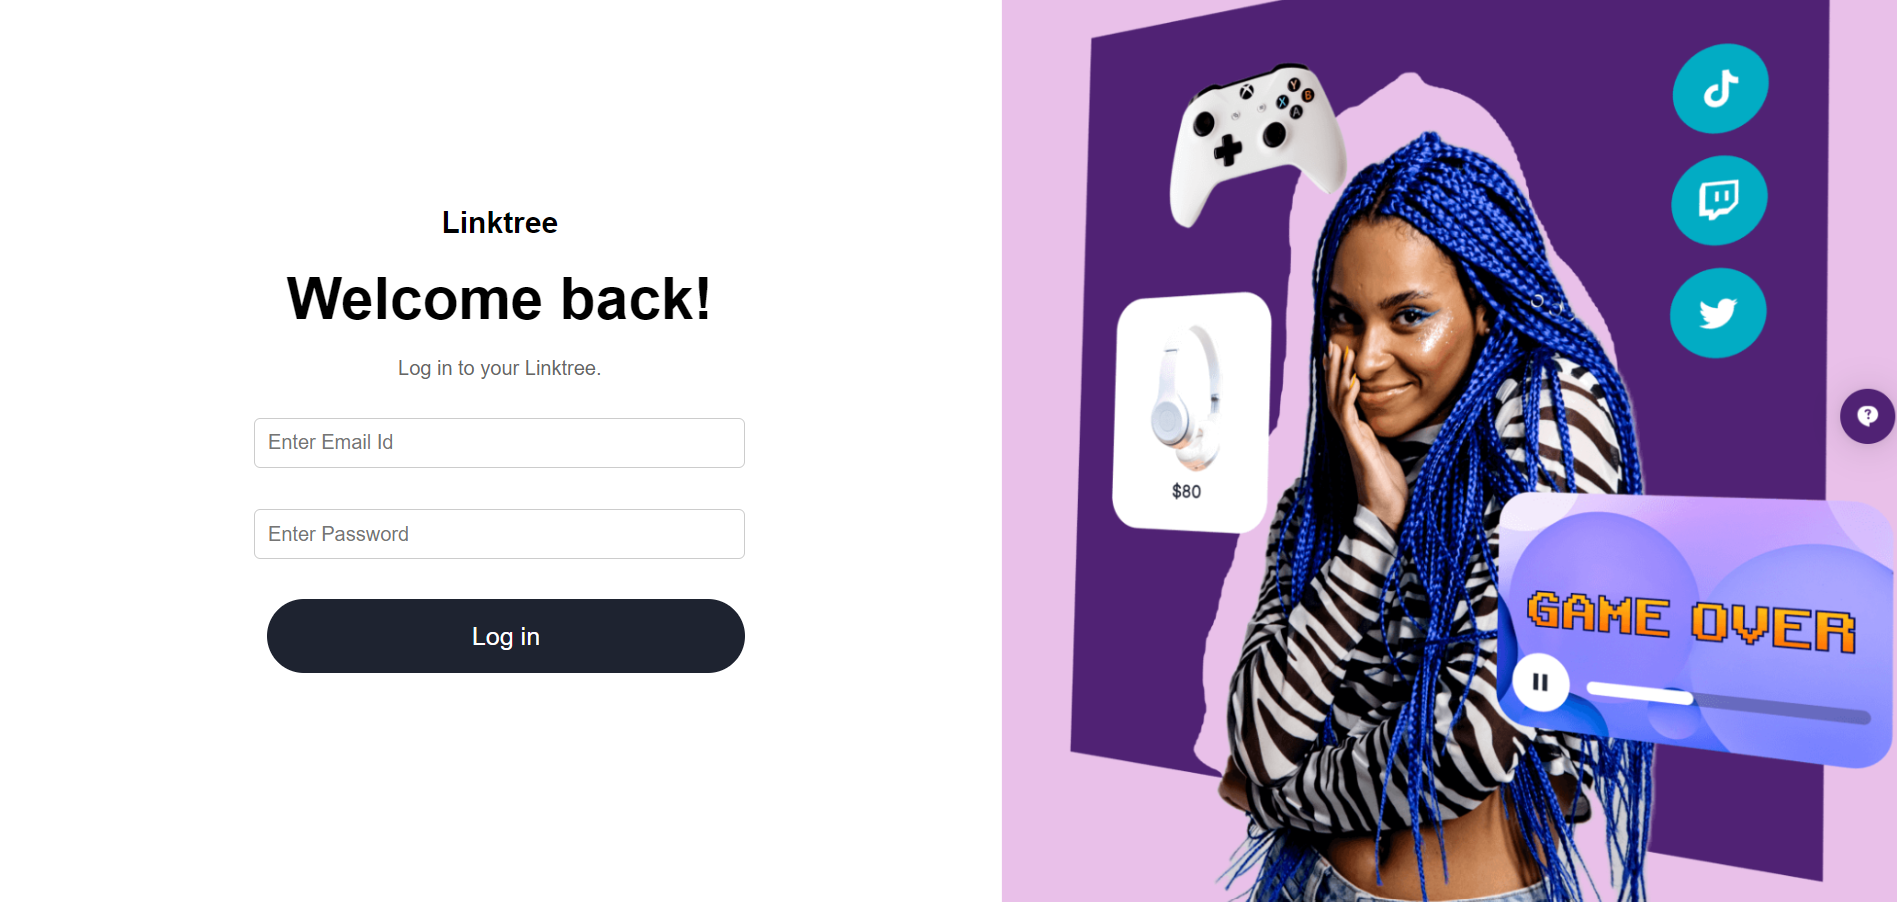 Linktree
Welcome back!
Log in to your Linktree.
Enter Email Id
Enter Password
Log in
Y
X
B
A
$80
?
GAME OVER